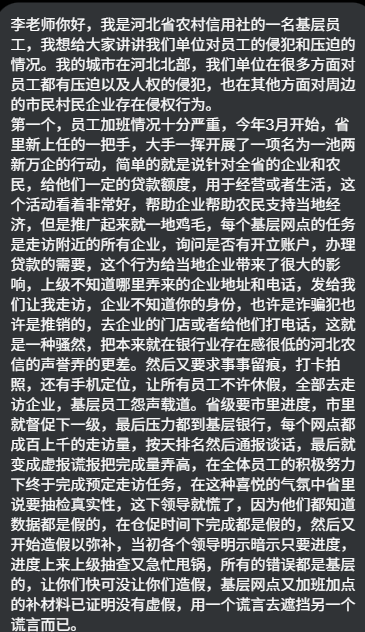 李老师你好，我是河北省农村信用社的一名基层员
工，我想给大家讲讲我们单位对员工的侵犯和压迫的
情况。我的城市在河北北部，我们单位在很多方面对
员工都有压迫以及人权的侵犯，也在其他方面对周边
的市民村民企业存在侵权行为。
第一个，员工加班情况十分严重，今年3月开始，省
里新上任的一把手，大手一挥开展了一项名为一池两
新万企的行动，简单的就是说针对全省的企业和农
民，给他们一定的贷款额度，用于经营或者生活，这
个活动看着非常好，帮助企业帮助农民支持当地经
济，但是推广起来就一地鸡毛，每个基层网点的任务
是走访附近的所有企业，询问是否有开立账户，办理
贷款的需要，这个行为给当地企业带来了很大的影
响，上级不知道哪里弄来的企业地址和电话，发给我
们让我走访，企业不知道你的身份，也许是诈骗犯也
许是推销的，去企业的门店或者给他们打电话，这就
是一种骚然，把本来就在银行业存在感很低的河北农
信的声誉弄的更差。然后又要求事事留痕，打卡拍
照，还有手机定位，让所有员工不许休假，全部去走
访企业，基层员工怨声载道。省级要市里进度，市里
就督促下一级，最后压力都到基层银行，每个网点都
成百上千的走访量，按天排名然后通报谈话，最后就
变成虚报谎报把完成量弄高，在全体员工的积极努力
下终于完成预定走访任务，在这种喜悦的气氛中省里
说要抽检真实性，这下领导就慌了，因为他们都知道
数据都是假的，在仓促时间下完成都是假的，然后又
开始造假以弥补，当初各个领导明示暗示只要进度，
进度上来上级抽查又急忙甩锅，所有的错误都是基层
的，让你们快可没让你们造假，基层网点又加班加点
的补材料已证明没有虚假，用一个谎言去遮挡另一个
谎言而已。